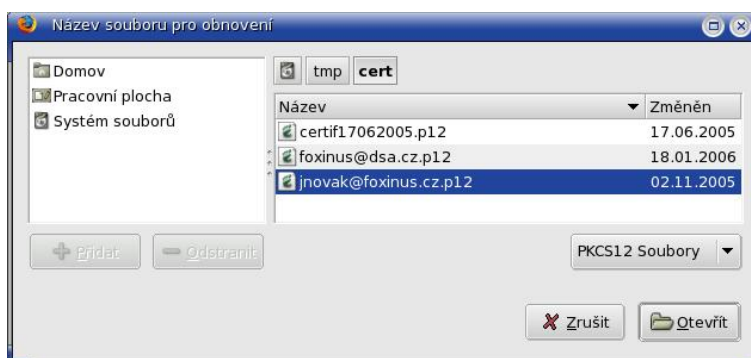 Název souboru pro obnovení
Domov
Pracovní plocha
Systém souborů
tmp cert
Název Změněn
certif17062005.p12 17.06.2005
foxinus@dsa.cz.p12 18.01.2006
jnovak@foxinus.cz.p12 02.11.2005
Přidat Odstranit PKCS12 Soubory
Zrušit Otevřít